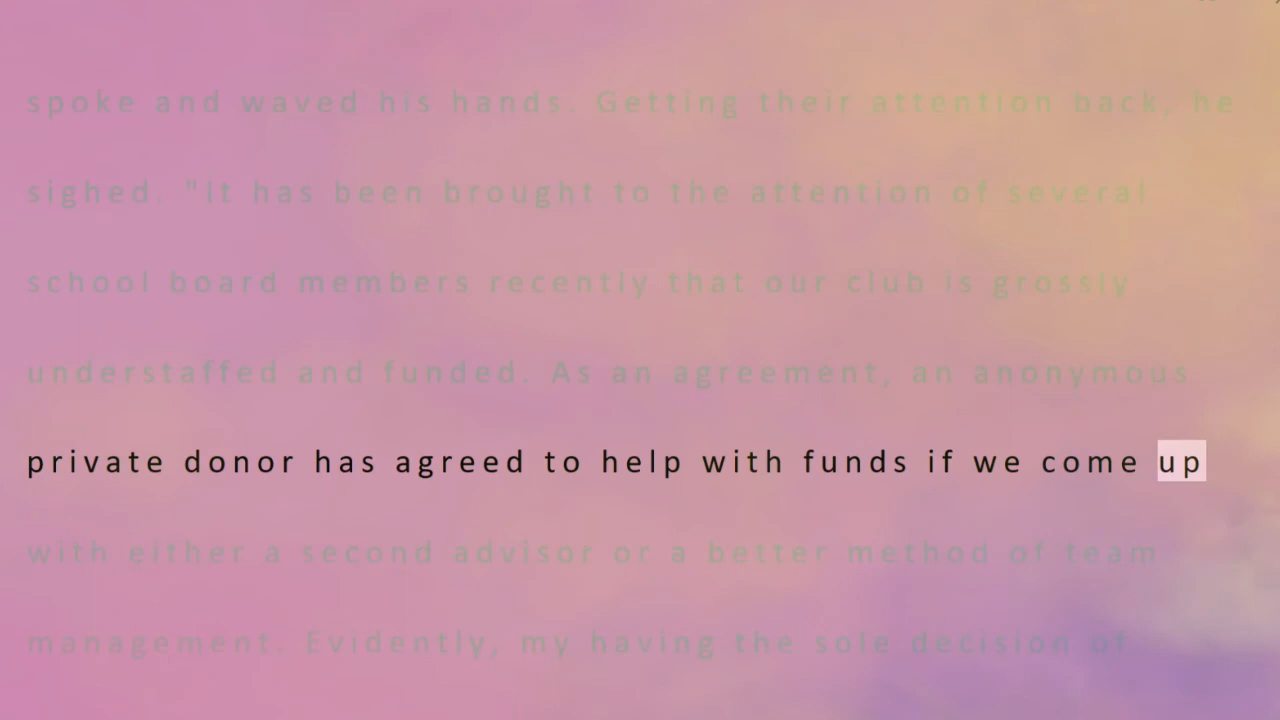 spoke and waved his hands. Getting their attention back, he
sighed. "It has been brought to the attention of several
school board members recently that our club is grossly
understaffed and funded. As an agreement, an anonymous
private donor has agreed to help with funds if we come up
with either a second advisor or a better method of team
management. Evidently, my having the sole decision of